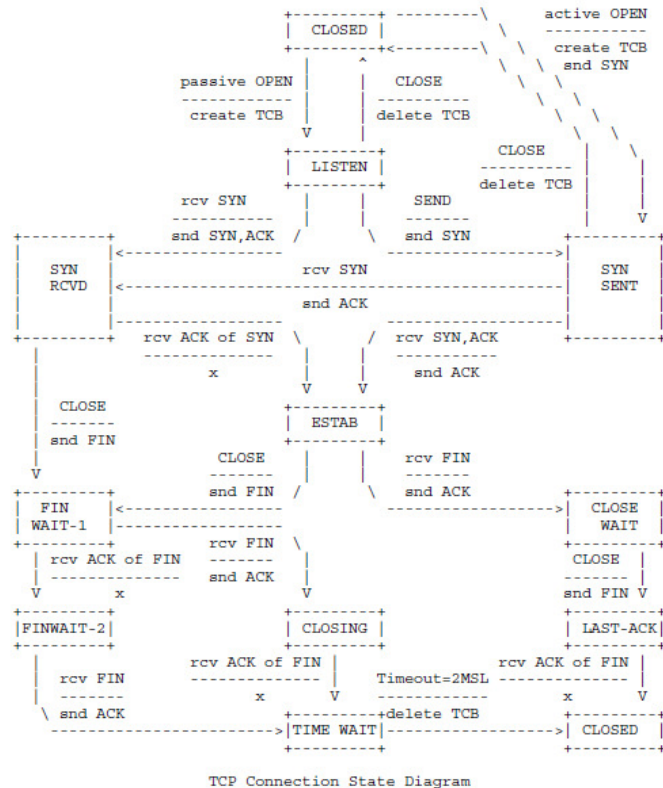 +---------+ ---------\ active OPEN
| CLOSED | \ -----------
+---------+<---------\ \ create TCB
| ^ \ \ snd SYN
passive OPEN | | CLOSE \ \
------------ | | ---------- \ \
create TCB | | delete TCB \ \
V | \ \
+---------+ CLOSE | \
| LISTEN | ---------- | |
+---------+ delete TCB | |
rcv SYN | | SEND | |
----------- | | ------- | V
+---------+ snd SYN,ACK / \ snd SYN +---------+
| |<----------------- ------------------>| |
| SYN | rcv SYN | SYN |
| RCVD |<-----------------------------------------------| SENT |
| | snd ACK | |
| |------------------ -------------------| |
+---------+ rcv ACK of SYN \ / rcv SYN,ACK +---------+
| -------------- | | -----------
| x | | snd ACK
| V V
| CLOSE +---------+
| ------- | ESTAB |
| snd FIN +---------+
| CLOSE | | rcv FIN
V ------- | | -------
+---------+ snd FIN / \ snd ACK +---------+
| FIN |<----------------- ------------------>| CLOSE |
| WAIT-1 |------------------ | WAIT |
+---------+ rcv FIN \ +---------+
| rcv ACK of FIN ------- | CLOSE |
| -------------- snd ACK | ------- |
V x V snd FIN V
+---------+ +---------+ +---------+
|FINWAIT-2| | CLOSING | | LAST-ACK|
+---------+ +---------+ +---------+
| rcv ACK of FIN | rcv ACK of FIN |
| rcv FIN -------------- | Timeout=2MSL -------------- |
| ------- x V ------------ x V
\ snd ACK +---------+delete TCB +---------+
------------------------>|TIME WAIT|------------------>| CLOSED |
+---------+ +---------+
TCP Connection State Diagram